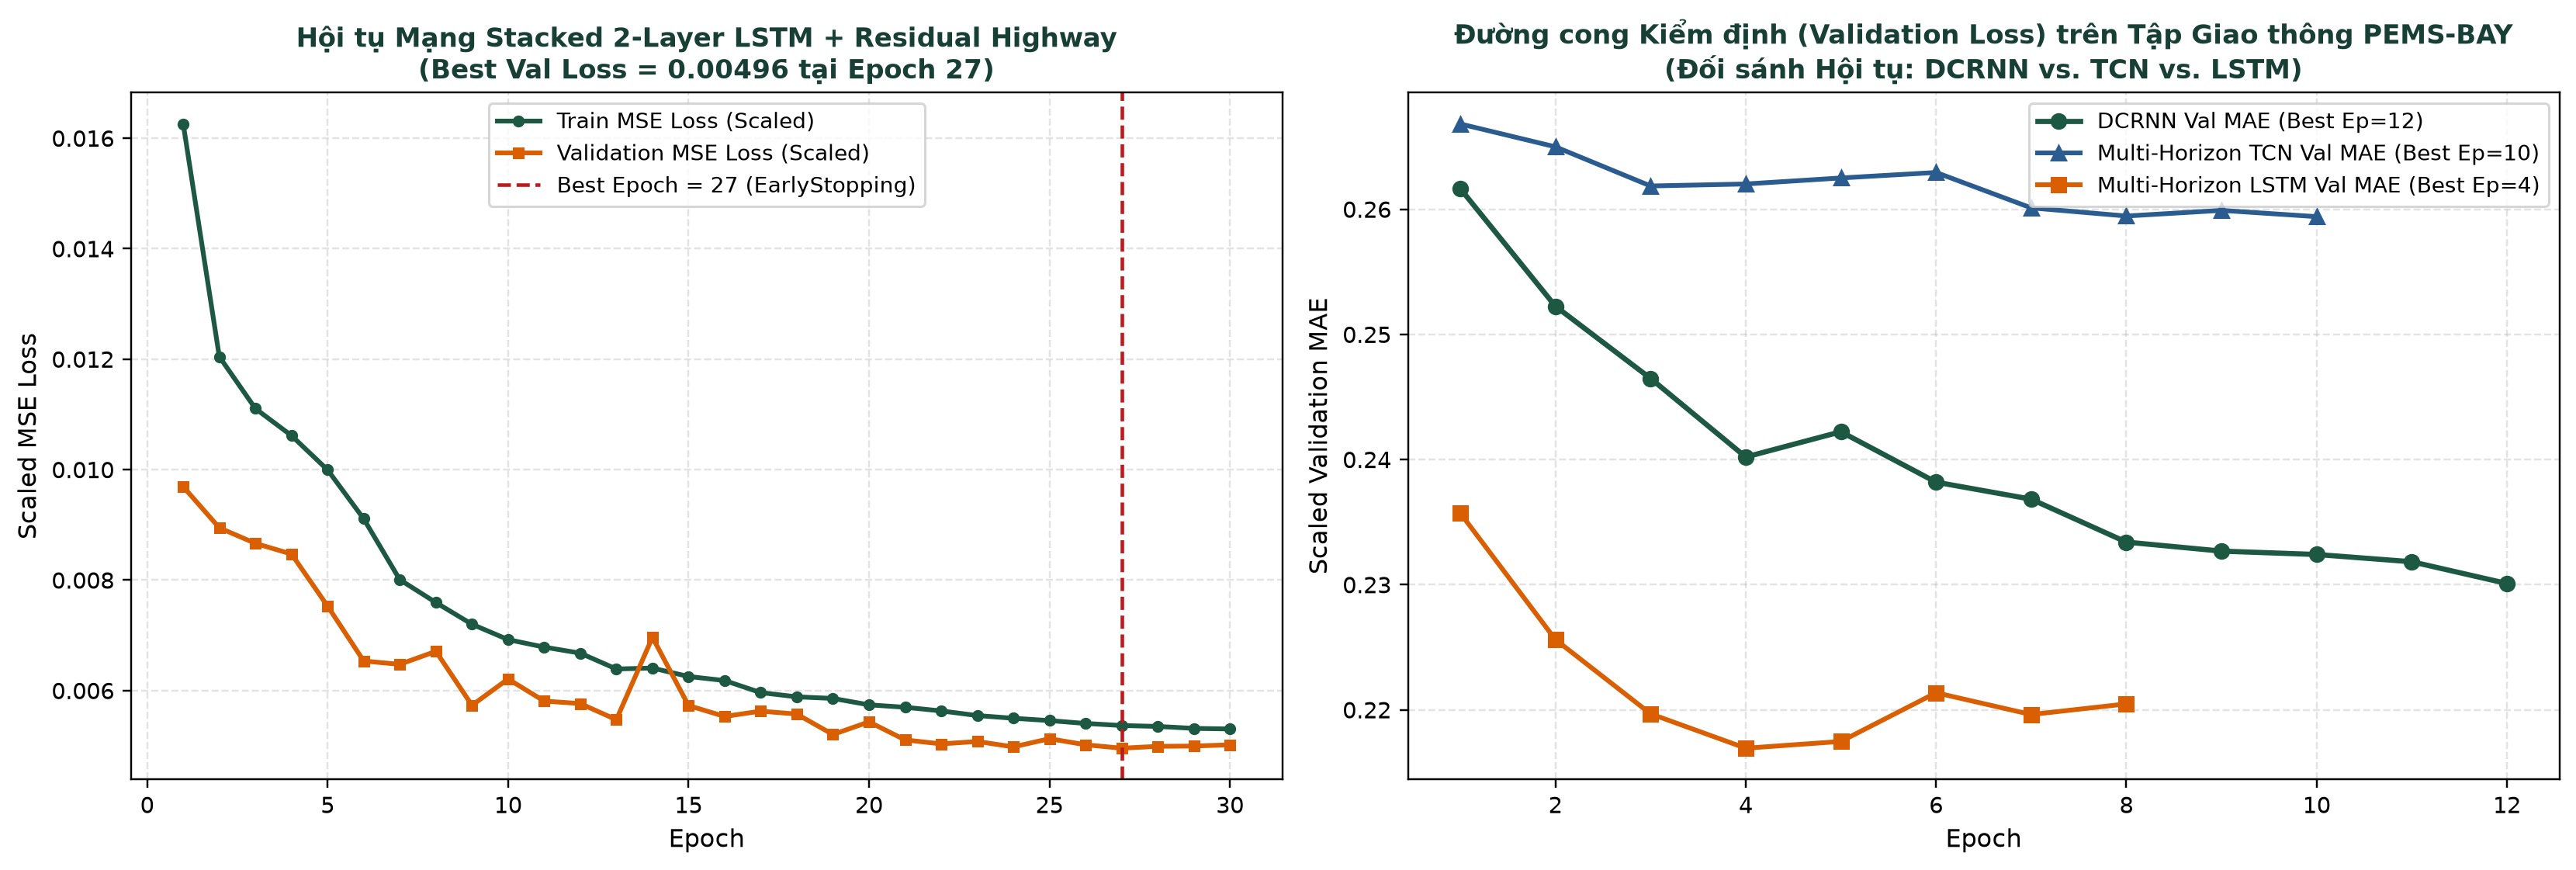 Hội tụ Mạng Stacked 2-Layer LSTM + Residual Highway
(Best Val Loss = 0.00496 tại Epoch 27)
Train MSE Loss (Scaled)
Validation MSE Loss (Scaled)
Best Epoch = 27 (EarlyStopping)
Scaled MSE Loss
0.016
0.014
0.012
0.010
0.008
0.006
0
5
10
15
20
25
30
Epoch
Đường cong Kiểm định (Validation Loss) trên Tập Giao thông PEMS-BAY
(Đối sánh Hội tụ: DCRNN vs. TCN vs. LSTM)
DCRNN Val MAE (Best Ep=12)
Multi-Horizon TCN Val MAE (Best Ep=10)
Multi-Horizon LSTM Val MAE (Best Ep=4)
Scaled Validation MAE
0.26
0.25
0.24
0.23
0.22
2
4
6
8
10
12
Epoch